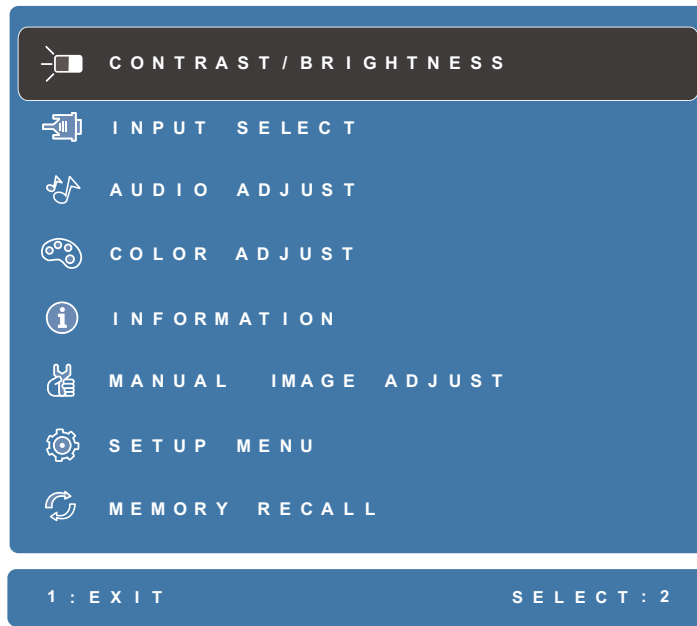 CONTRAST/BRIGHTNESS
INPUT SELECT
AUDIO ADJUST
COLOR ADJUST
INFORMATION
MANUAL IMAGE ADJUST
SETUP MENU
MEMORY RECALL
1:EXIT SELECT:2